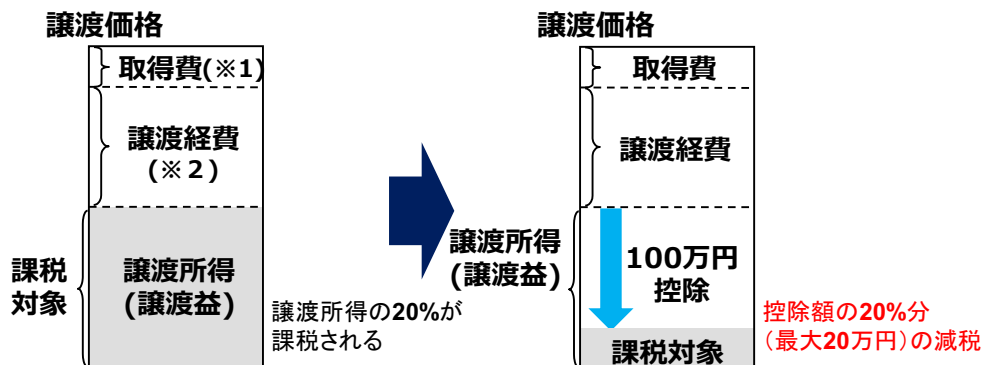 譲渡価格
取得費(※1)
譲渡経費
(※２)
課税
対象
譲渡所得
(譲渡益)
譲渡所得の20%が
課税される
譲渡価格
取得費
譲渡経費
譲渡所得
(譲渡益)
100万円
控除
課税対象
控除額の20%分
（最大20万円）の減税